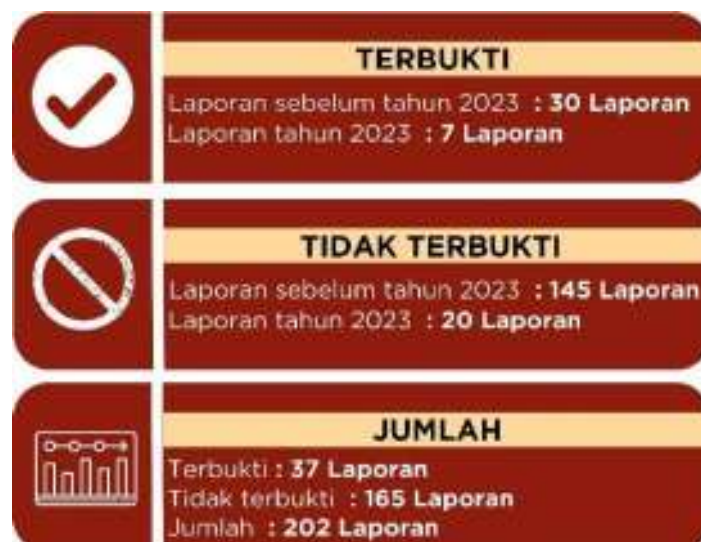 TERBUKTI
Laporan sebelum tahun 2023 : 30 Laporan
Laporan tahun 2023 : 7 Laporan
TIDAK TERBUKTI
Laporan sebelum tahun 2023 : 145 Laporan
Laporan tahun 2023 : 20 Laporan
JUMLAH
Terbukti : 37 Laporan
Tidak terbukti : 165 Laporan
Jumlah : 202 Laporan